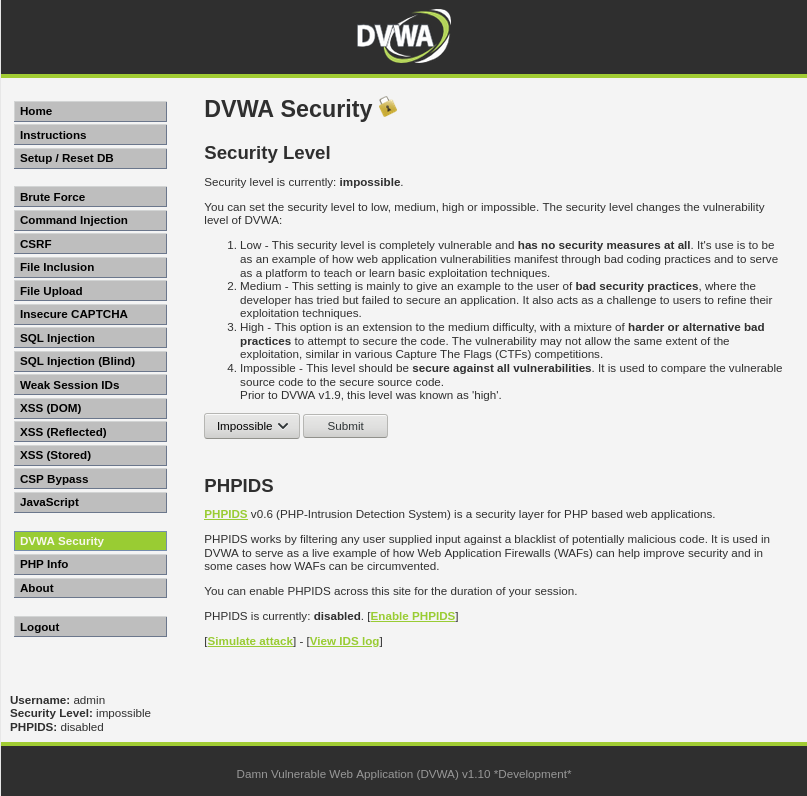 DVWA
Home
Instructions
Setup / Reset DB
Brute Force
Command Injection
CSRF
File Inclusion
File Upload
Insecure CAPTCHA
SQL Injection
SQL Injection (Blind)
Weak Session IDs
XSS (DOM)
XSS (Reflected)
XSS (Stored)
CSP Bypass
JavaScript
DVWA Security
PHP Info
About
Logout
Username: admin
Security Level: impossible
PHPIDS: disabled
DVWA Security
Security Level
Security level is currently: impossible.
You can set the security level to low, medium, high or impossible. The security level changes the vulnerability
level of DVWA:
1. Low - This security level is completely vulnerable and has no security measures at all. It's use is to be
as an example of how web application vulnerabilities manifest through bad coding practices and to serve
as a platform to teach or learn basic exploitation techniques.
2. Medium - This setting is mainly to give an example to the user of bad security practices, where the
developer has tried but failed to secure an application. It also acts as a challenge to users to refine their
exploitation techniques.
3. High - This option is an extension to the medium difficulty, with a mixture of harder or alternative bad
practices to attempt to secure the code. The vulnerability may not allow the same extent of the
exploitation, similar in various Capture The Flags (CTFs) competitions.
4. Impossible - This level should be secure against all vulnerabilities. It is used to compare the vulnerable
source code to the secure source code.
Prior to DVWA v1.9, this level was known as 'high'.
Impossible Submit
PHPIDS
PHPIDS v0.6 (PHP-Intrusion Detection System) is a security layer for PHP based web applications.
PHPIDS works by filtering any user supplied input against a blacklist of potentially malicious code. It is used in
DVWA to serve as a live example of how Web Application Firewalls (WAFs) can help improve security and in
some cases how WAFs can be circumvented.
You can enable PHPIDS across this site for the duration of your session.
PHPIDS is currently: disabled. [Enable PHPIDS]
[Simulate attack] - [View IDS log]
Damn Vulnerable Web Application (DVWA) v1.10 *Development*